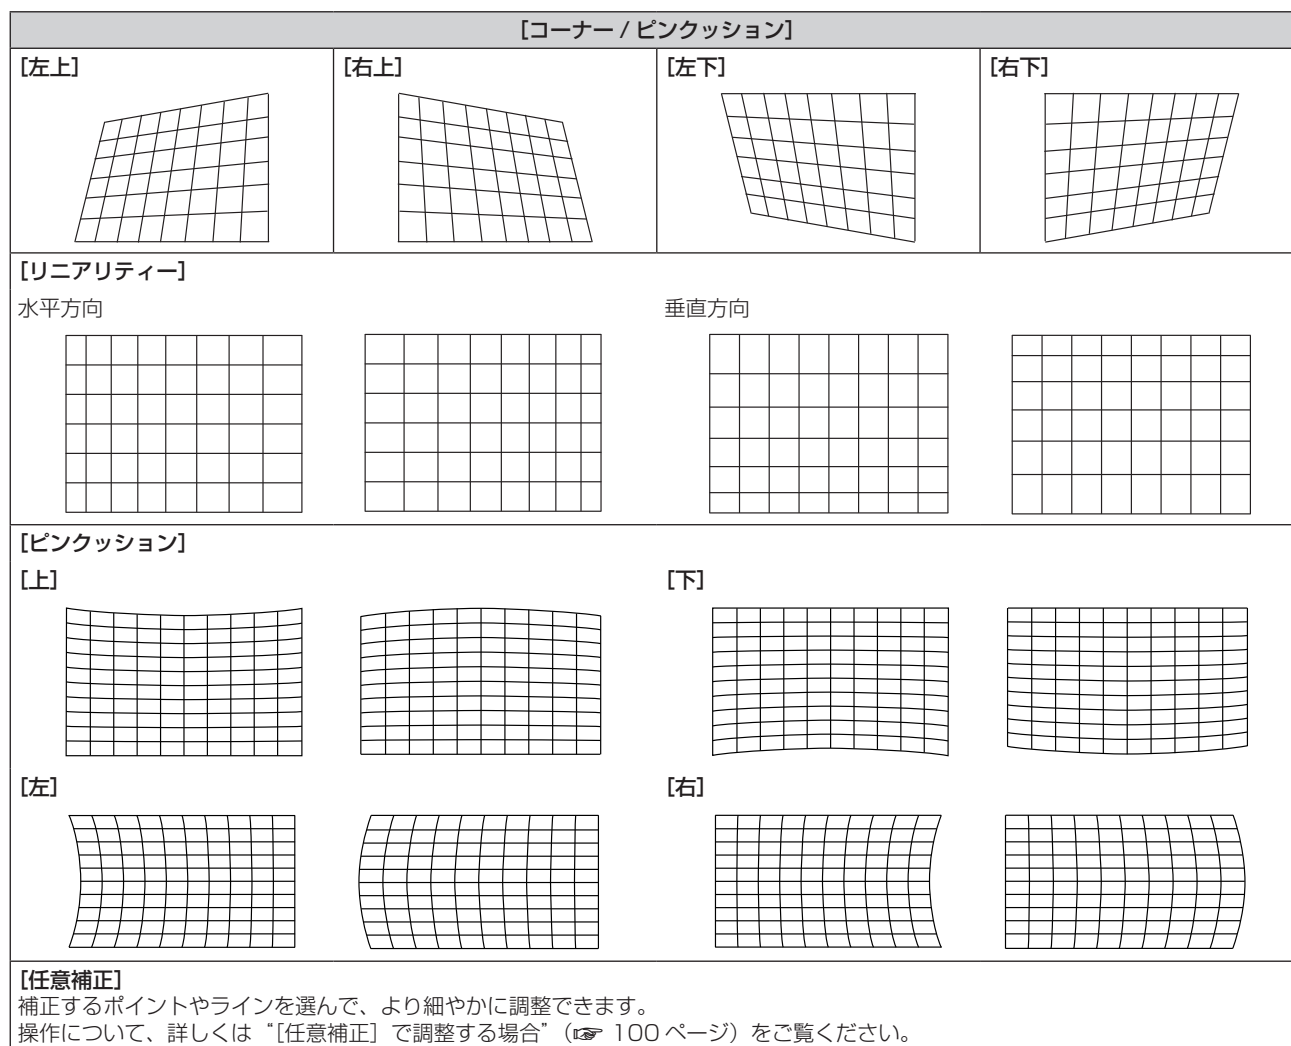 [コーナー / ピンクッション]
[左上]
[右上]
[左下]
[右下]
[リニアリティー]
水平方向
垂直方向
[ピンクッション]
[上]
[下]
[左]
[右]
[任意補正]
補正するポイントやラインを選んで、より細やかに調整できます。
操作について、詳しくは“[任意補正]で調整する場合”（☞ 100 ページ）をご覧ください。